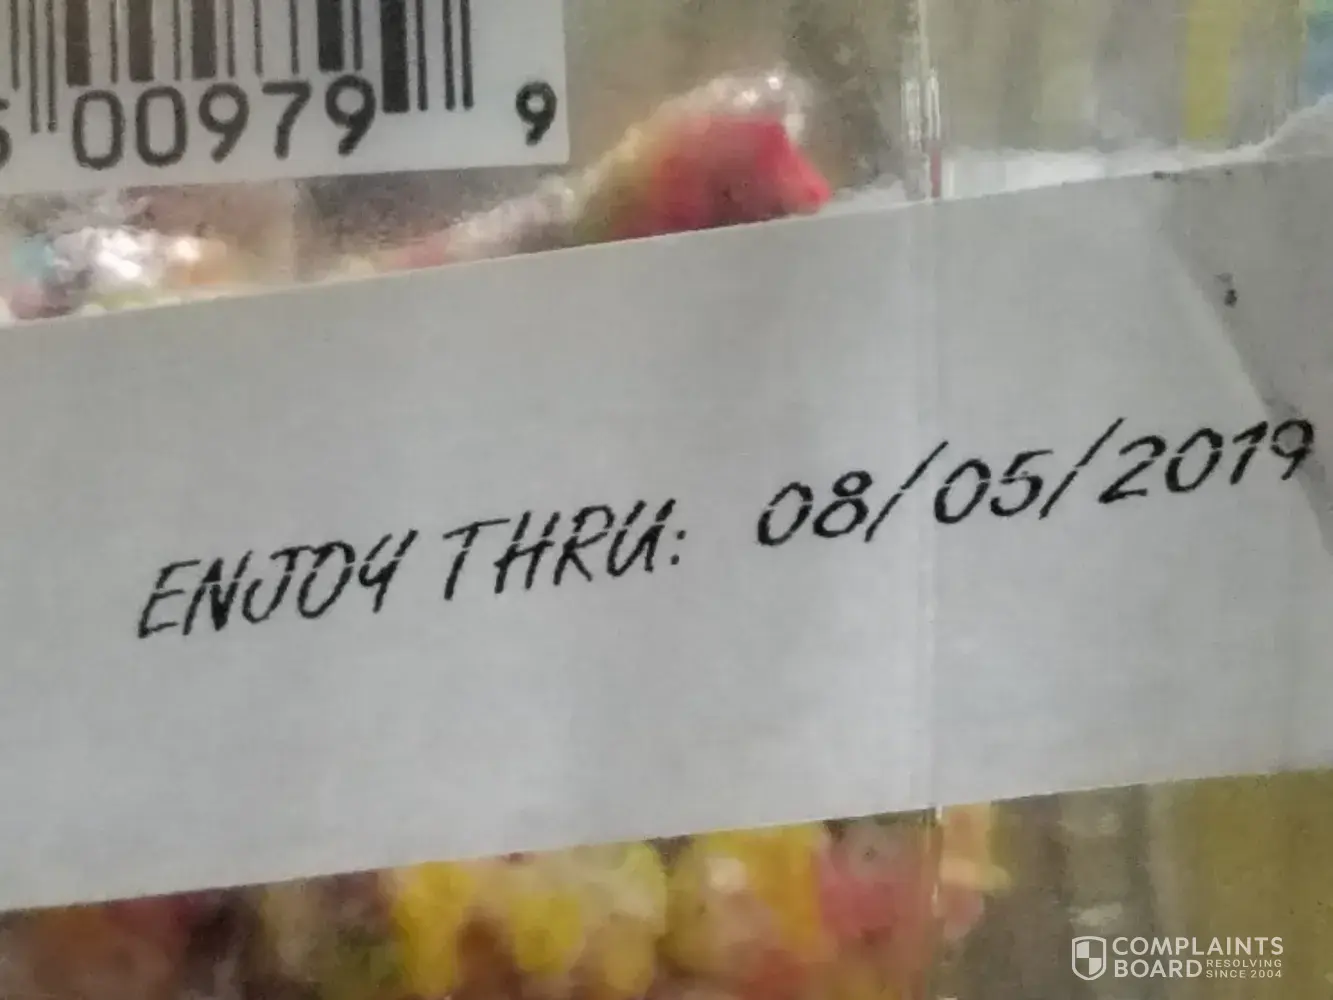 00979 9
ENJOY THRU: 08/05/2019
COMPLAINTS
BOARD RESOLVING
SINCE 2004